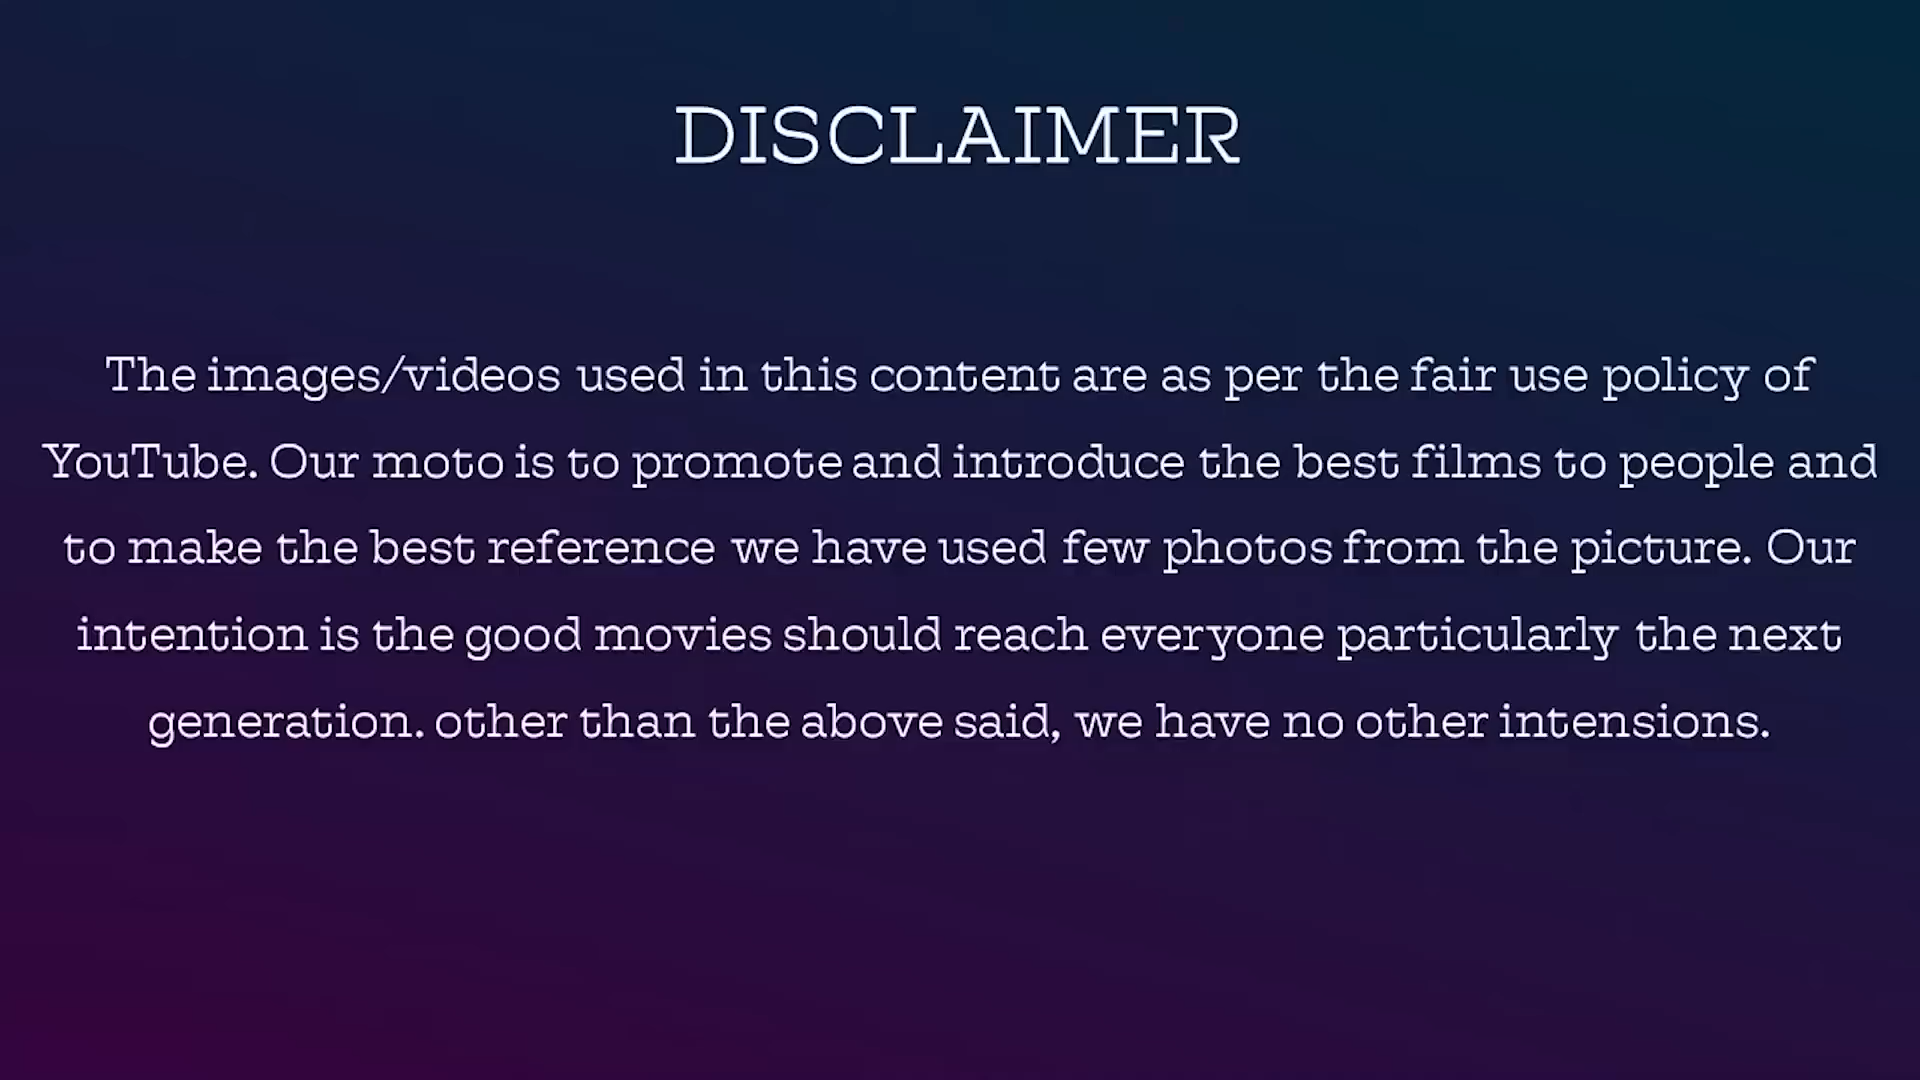 DISCLAIMER
The images/videos used in this content are as per the fair use policy of
YouTube. Our moto is to promote and introduce the best films to people and
to make the best reference we have used few photos from the picture. Our
intention is the good movies should reach everyone particularly the next
generation. other than the above said, we have no other intensions.